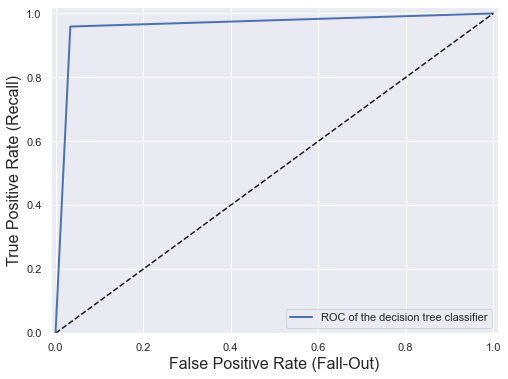 1.0
0.8
0.6
0.4
0.2
0.0
True Positive Rate (Recall)
ROC of the decision tree classifier
0.0 0.2 0.4 0.6 0.8 1.0
False Positive Rate (Fall-Out)